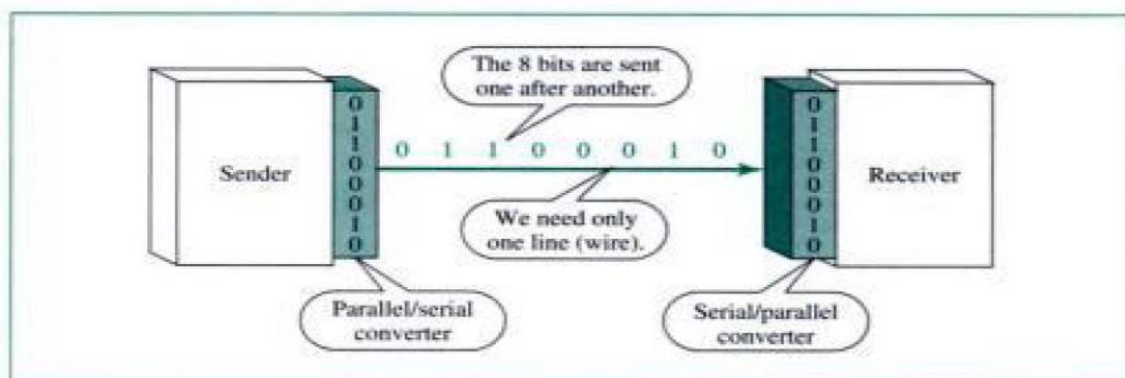 The 8 bits are sent
one after another.
0
1
1
0
0
0
1
0
0 1 1 0 0 0 1 0
0
1
1
0
0
0
1
0
Sender
Receiver
We need only
one line (wire).
Parallel/serial
converter
Serial/parallel
converter